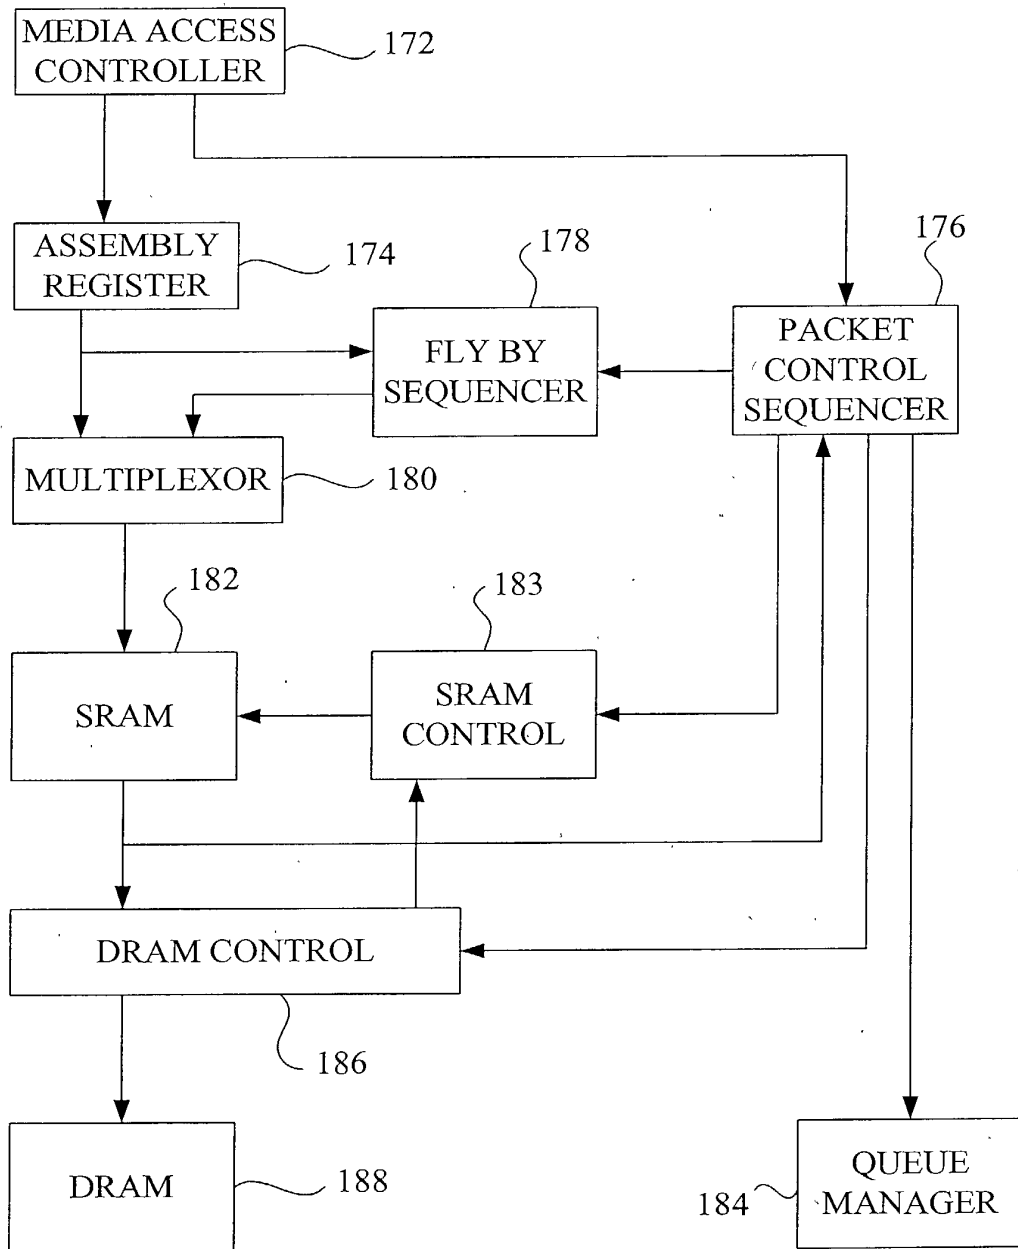 MEDIA ACCESS
CONTROLLER
172
ASSEMBLY
REGISTER
174
178
176
FLY BY
SEQUENCER
PACKET
CONTROL
SEQUENCER
MULTIPLEXOR
180
182
183
SRAM
SRAM
CONTROL
DRAM CONTROL
186
DRAM
188
184
QUEUE
MANAGER